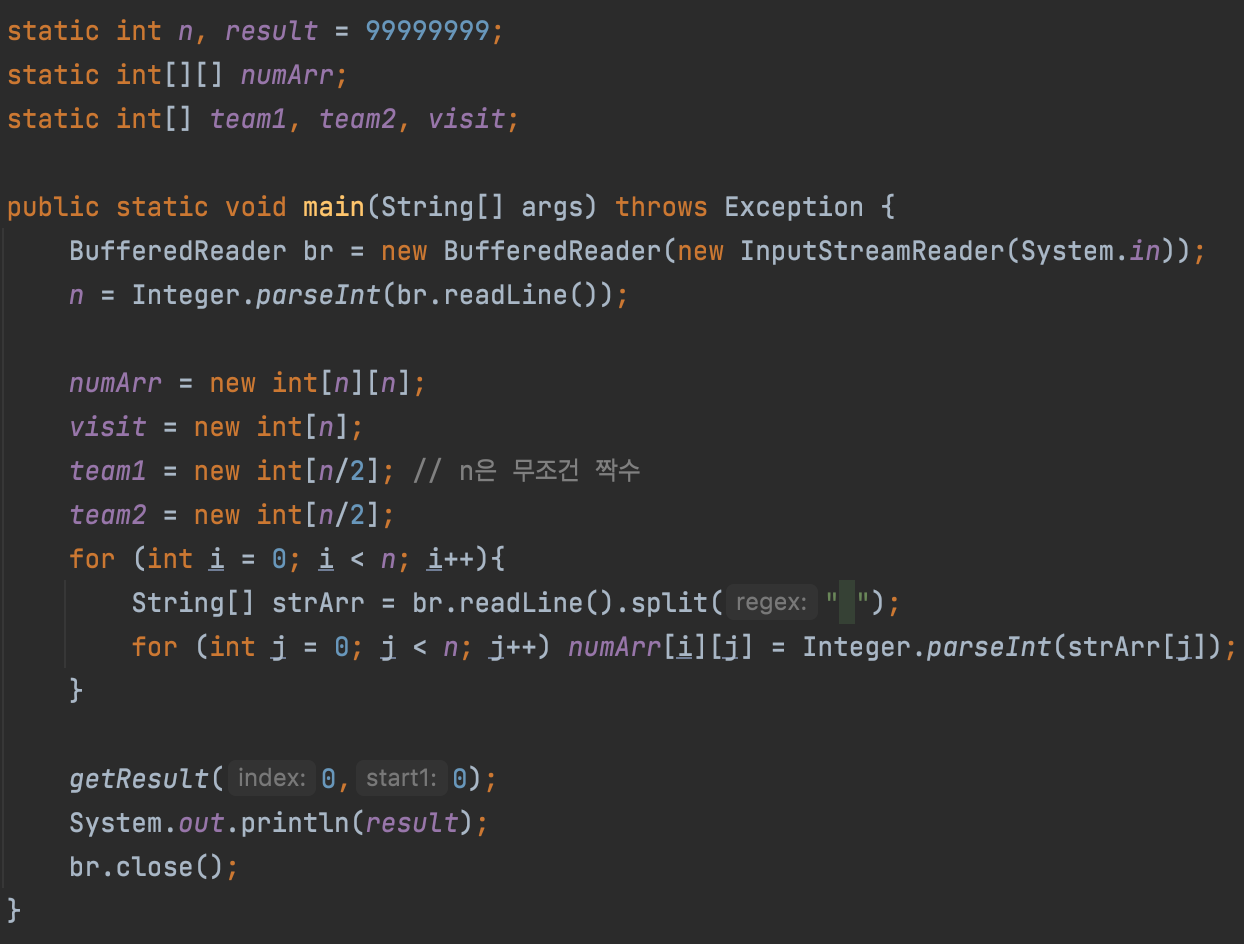 static int n, result = 99999999;
static int[][] numArr;
static int[] team1, team2, visit;
public static void main(String[] args) throws Exception {
BufferedReader br = new BufferedReader(new InputStreamReader(System.in));
n = Integer.parseInt(br.readLine());
numArr = new int[n][n];
visit = new int[n];
team1 = new int[n/2]; // n은 무조건 짝수
team2 = new int[n/2];
for (int i = 0; i < n; i++){
String[] strArr = br.readLine().split( regex: " ");
for (int j = 0; j < n; j++) numArr[i][j] = Integer.parseInt(strArr[j]);
}
getResult( index: 0, start1: 0);
System.out.println(result);
br.close();
}